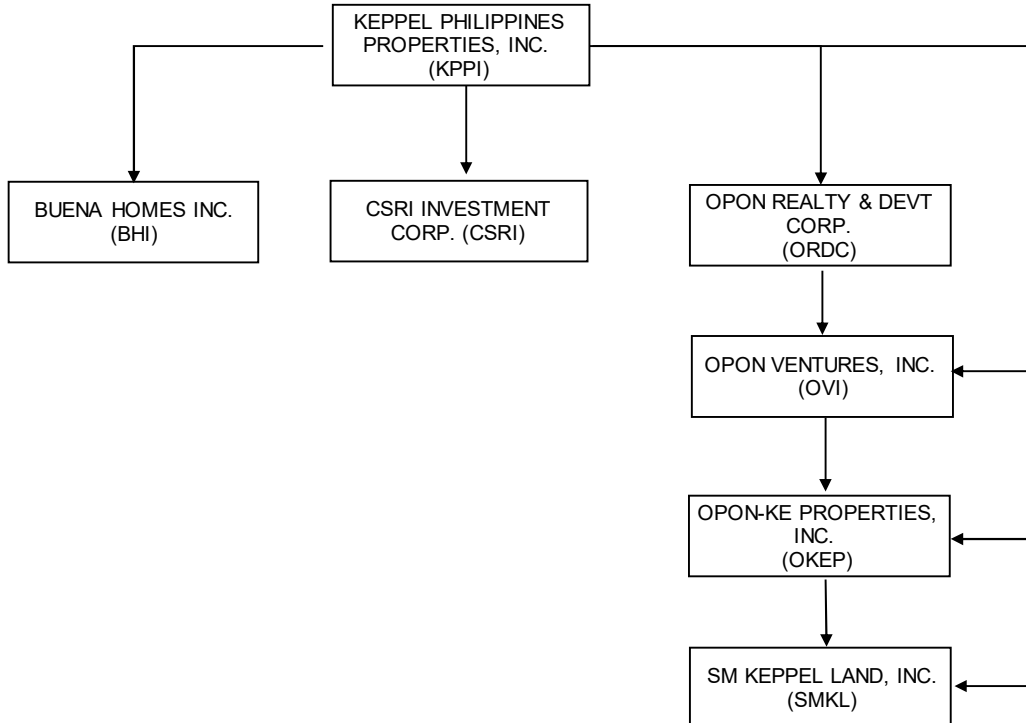 KEPPEL PHILIPPINES
PROPERTIES, INC.
(KPPI)
BUENA HOMES INC.
(BHI)
CSRI INVESTMENT
CORP. (CSRI)
OPON REALTY & DEVT
CORP.
(ORDC)
OPON VENTURES, INC.
(OVI)
OPON-KE PROPERTIES,
INC.
(OKEP)
SM KEPPEL LAND, INC.
(SMKL)